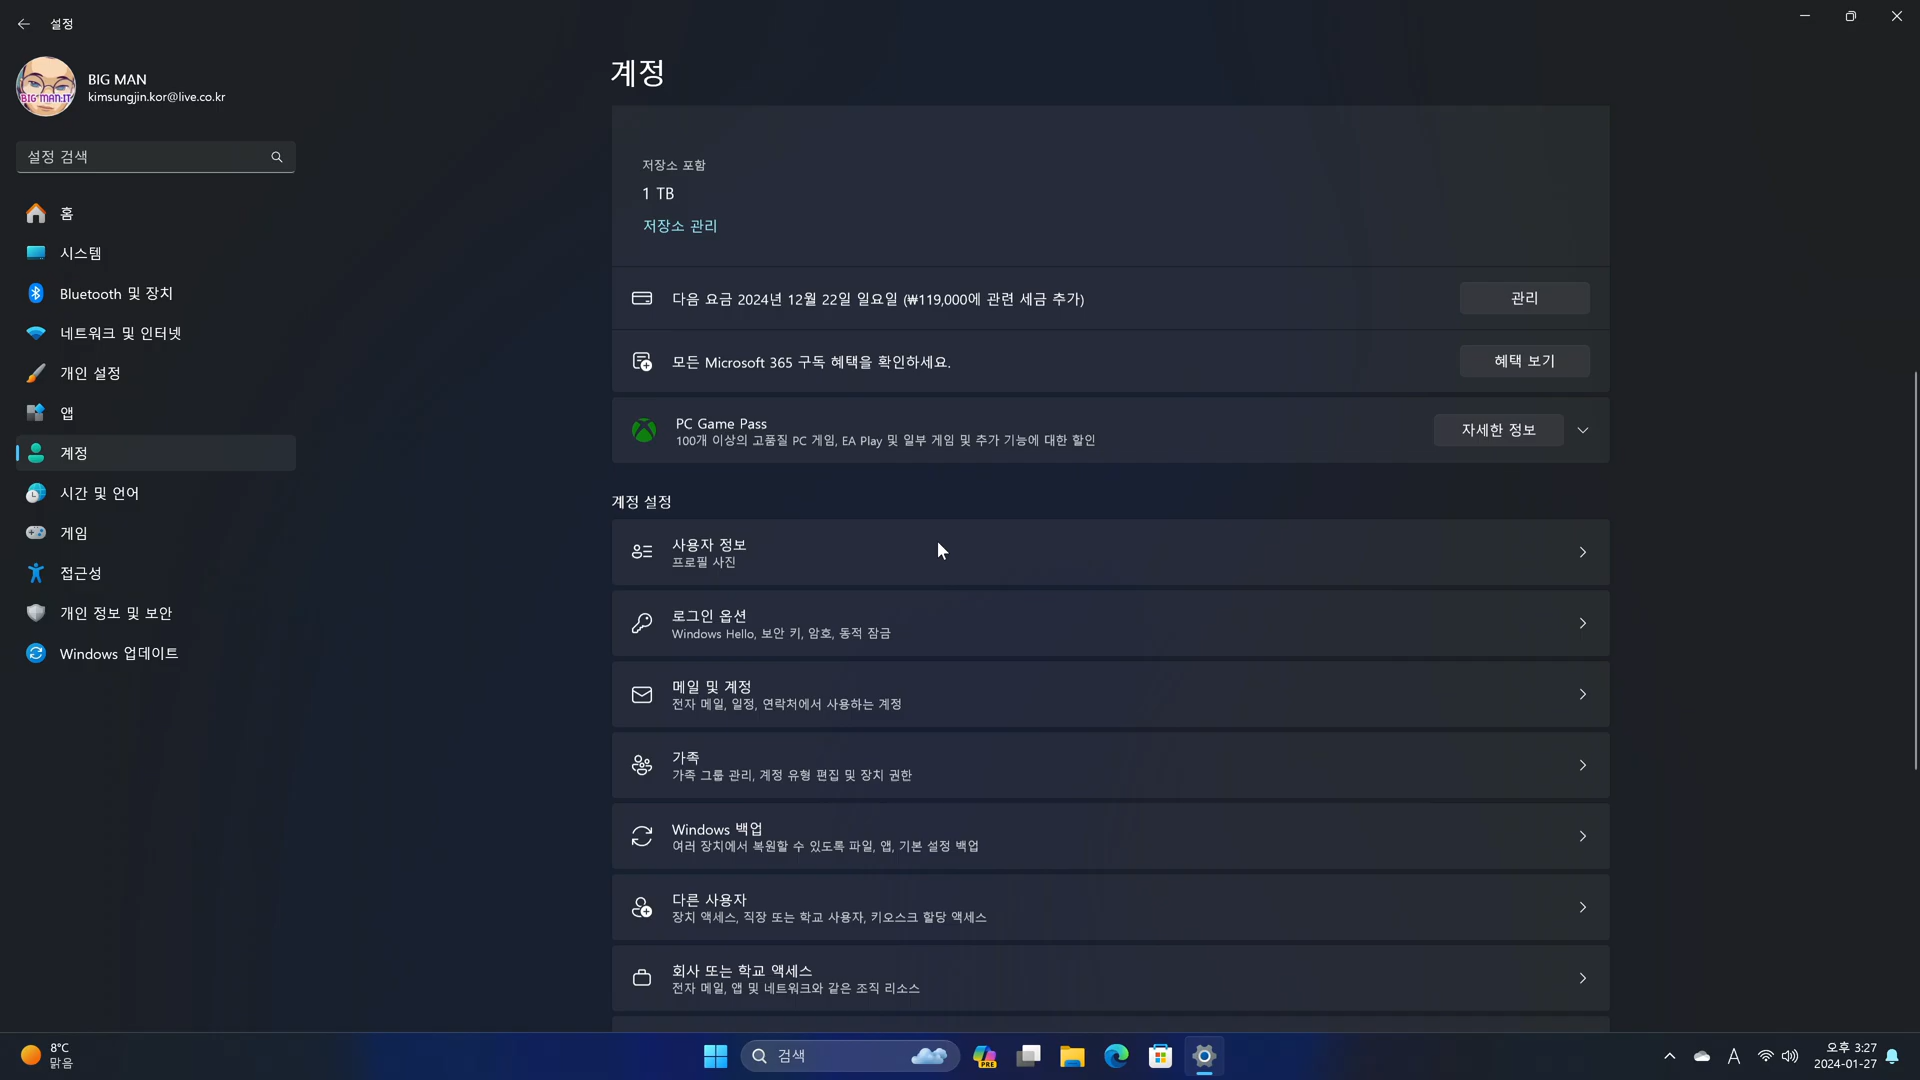 설정
BIG MAN
kimsungjin.kor@live.co.kr
BIG*MAN:IT
설정 검색
홈
시스템
Bluetooth 및 장치
네트워크 및 인터넷
개인 설정
앱
계정
시간 및 언어
게임
접근성
개인 정보 및 보안
Windows 업데이트
계정
저장소 포함
1 TB
저장소 관리
다음 요금 2024년 12월 22일 일요일 (₩119,000에 관련 세금 추가)
관리
모든 Microsoft 365 구독 혜택을 확인하세요.
혜택 보기
PC Game Pass
100개 이상의 고품질 PC 게임, EA Play 및 일부 게임 및 추가 기능에 대한 할인
자세한 정보
계정 설정
사용자 정보
프로필 사진
로그인 옵션
Windows Hello, 보안 키, 암호, 동적 잠금
메일 및 계정
전자 메일, 일정, 연락처에서 사용하는 계정
가족
가족 그룹 관리, 계정 유형 편집 및 장치 권한
Windows 백업
여러 장치에서 복원할 수 있도록 파일, 앱, 기본 설정 백업
다른 사용자
장치 액세스, 직장 또는 학교 사용자, 키오스크 할당 액세스
회사 또는 학교 액세스
전자 메일, 앱 및 네트워크와 같은 조직 리소스
8°C
맑음
검색
PRE
A
오후 3:27
2024-01-27